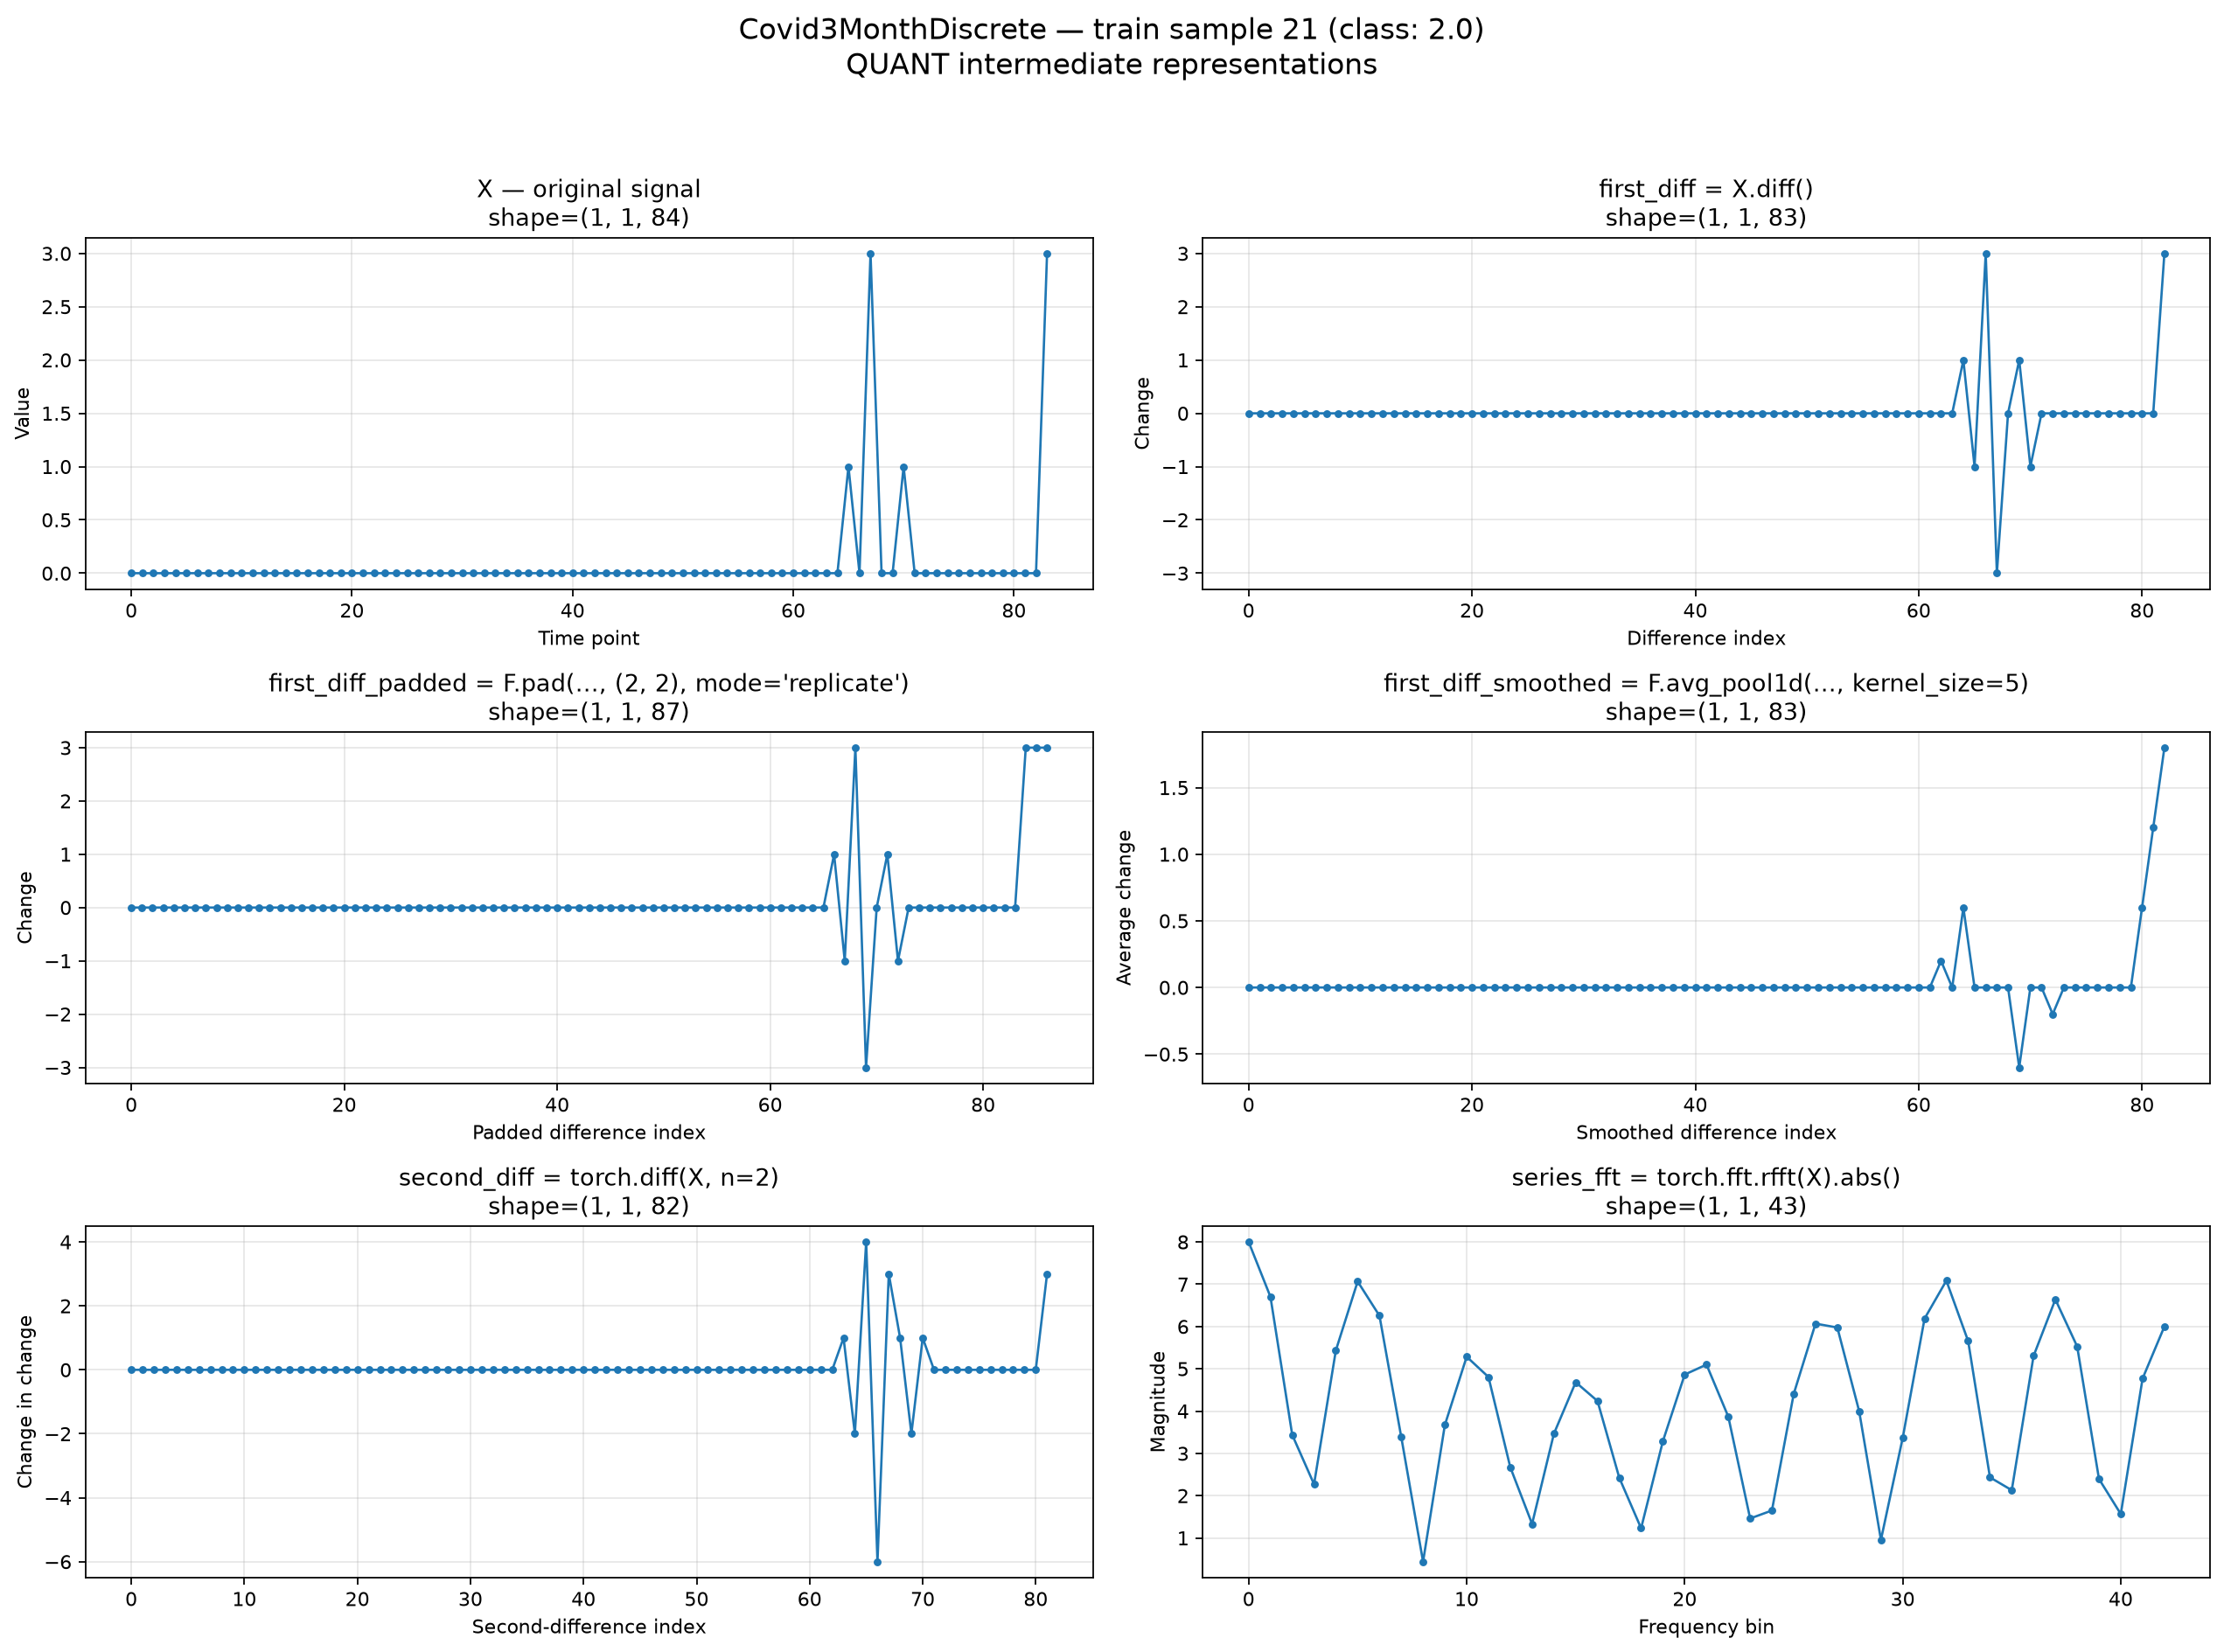 Covid3MonthDiscrete — train sample 21 (class: 2.0)
QUANT intermediate representations
X — original signal
shape=(1, 1, 84)
3.0
2.5
2.0
1.5
1.0
0.5
0.0
Value
0 20 40 60 80
Time point
first_diff = X.diff()
shape=(1, 1, 83)
3
2
1
0
−1
−2
−3
Change
0 20 40 60 80
Difference index
first_diff_padded = F.pad(..., (2, 2), mode='replicate')
shape=(1, 1, 87)
3
2
1
0
−1
−2
−3
Change
0 20 40 60 80
Padded difference index
first_diff_smoothed = F.avg_pool1d(..., kernel_size=5)
shape=(1, 1, 83)
1.5
1.0
0.5
0.0
−0.5
Average change
0 20 40 60 80
Smoothed difference index
second_diff = torch.diff(X, n=2)
shape=(1, 1, 82)
4
2
0
−2
−4
−6
Change in change
0 10 20 30 40 50 60 70 80
Second-difference index
series_fft = torch.fft.rfft(X).abs()
shape=(1, 1, 43)
8
7
6
5
4
3
2
1
Magnitude
0 10 20 30 40
Frequency bin